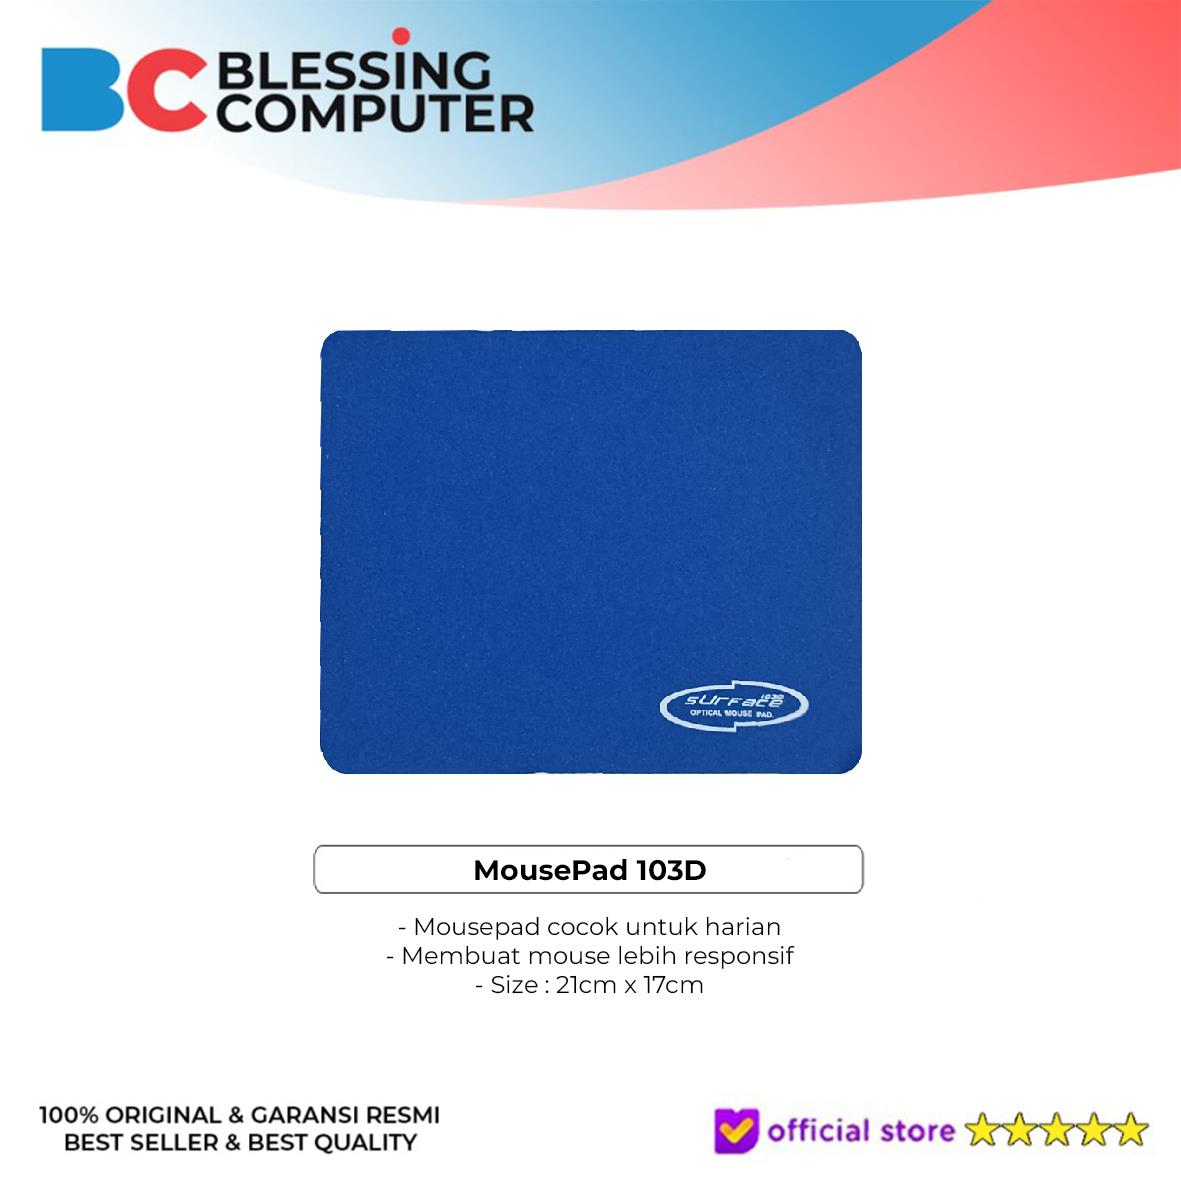 BC BLESSING
COMPUTER
surface 103D
OPTICAL MOUSE PAD.
MousePad 103D
- Mousepad cocok untuk harian
- Membuat mouse lebih responsif
- Size : 21cm x 17cm
100% ORIGINAL & GARANSI RESMI
BEST SELLER & BEST QUALITY
official store